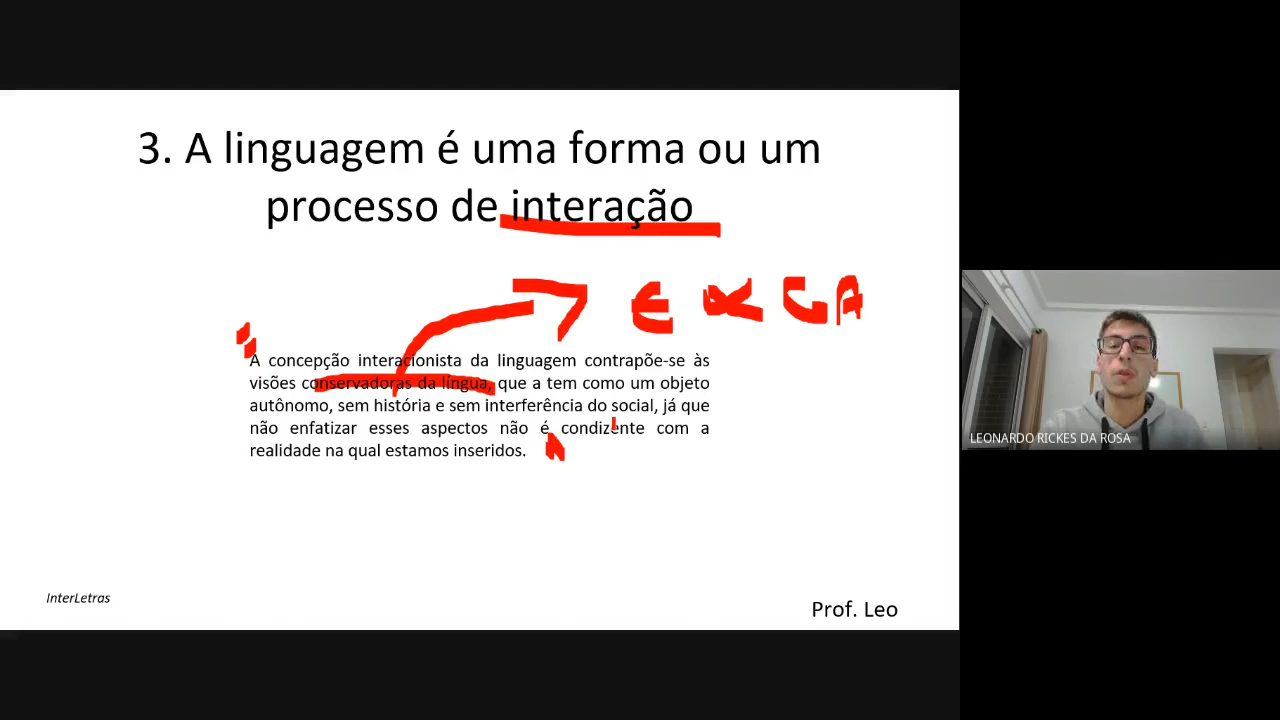 3. A linguagem é uma forma ou um
processo de interação
A concepção interacionista da linguagem contrapõe-se às
visões conservadoras da língua, que a tem como um objeto
autônomo, sem história e sem interferência do social, já que
não enfatizar esses aspectos não é condizente com a
realidade na qual estamos inseridos.
InterLetras
Prof. Leo
LEONARDO RICKES DA ROSA